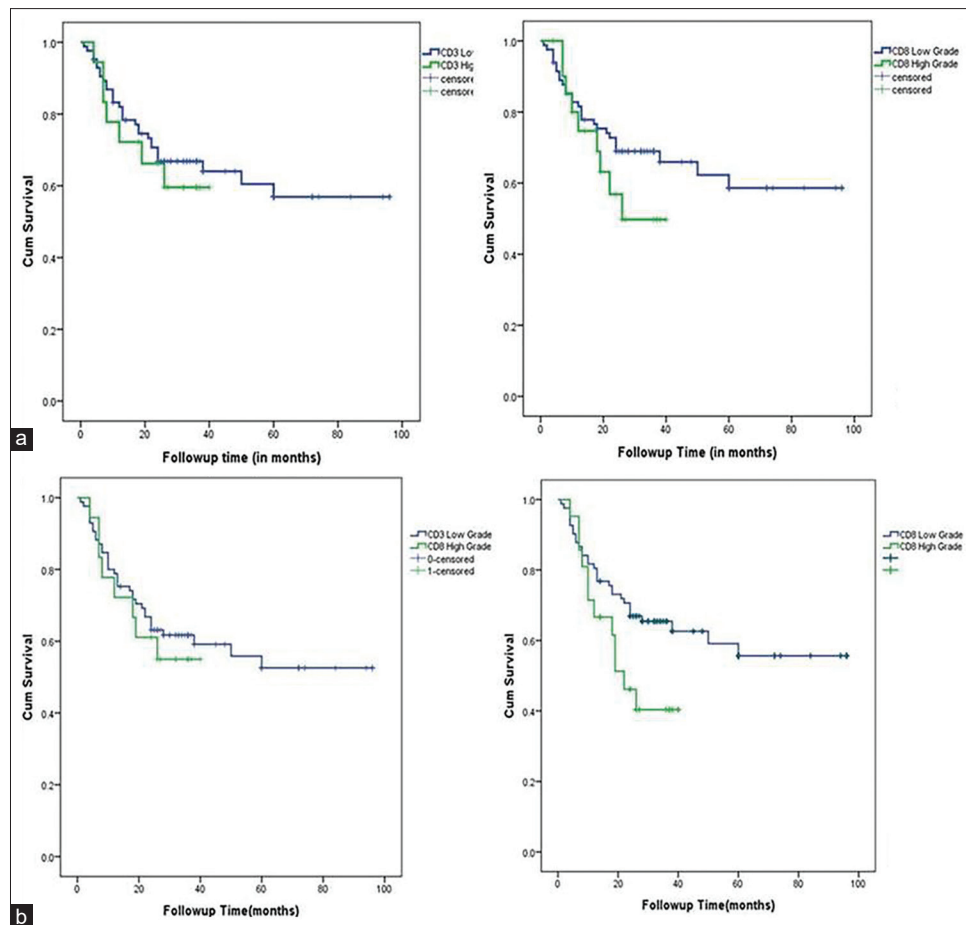 1.0
0.8
0.6
0.4
0.2
0.0
Cum Survival
0 20 40 60 80 100
Followup time (in months)
CD3 Lo
CD3 Hig
censore
censore
1.0
0.8
0.6
0.4
0.2
0.0
Cum Survival
0 20 40 60 80 100
Followup Time (in months)
CD8 Low Grade
CD8 High Grade
censored
censored
a
1.0
0.8
0.6
0.4
0.2
0.0
Cum Survival
0 20 40 60 80 100
Followup Time(months)
CD3 Low Grade
CD8 High Grade
0-censored
1-censored
1.0
0.8
0.6
0.4
0.2
0.0
Cum Survival
0 20 40 60 80 100
Followup Time(months)
CD8 Low Grade
CD8 High Grade
b